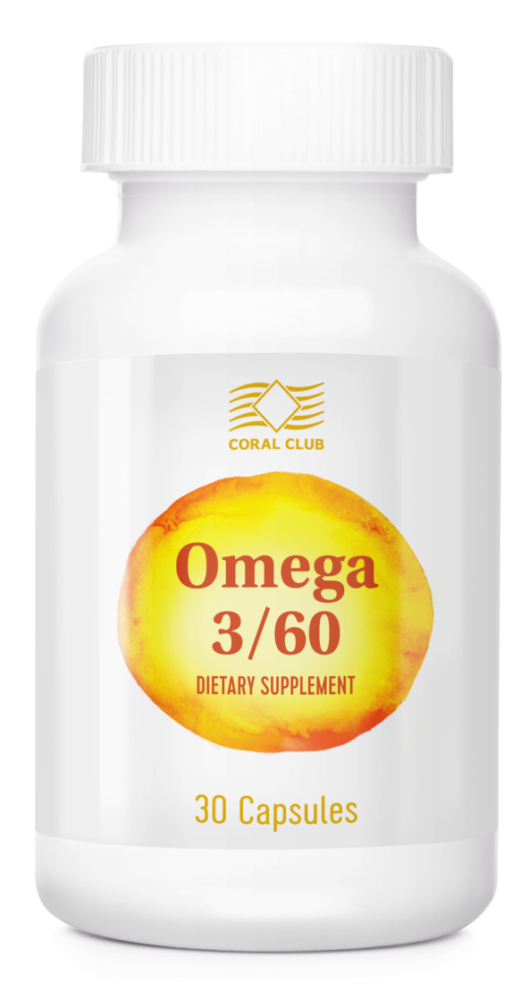 CORAL CLUB
Omega
3/60
DIETARY SUPPLEMENT
30 Capsules